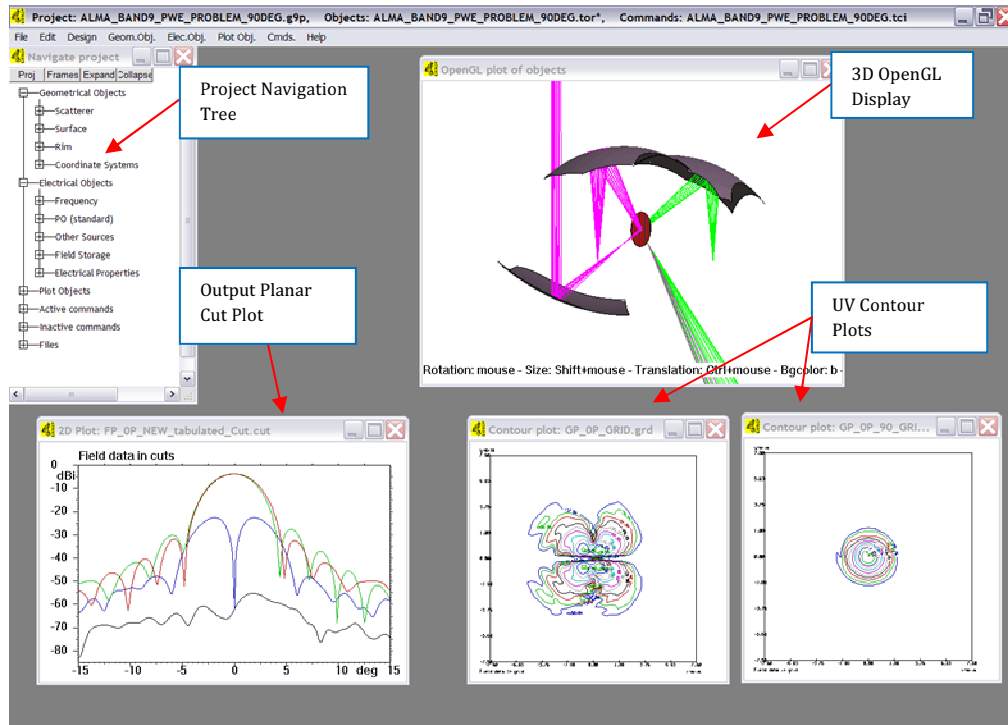 Project: ALMA_BAND9_PWE_PROBLEM_90DEG.g9p, Objects: ALMA_BAND9_PWE_PROBLEM_90DEG.tor*, Commands: ALMA_BAND9_PWE_PROBLEM_90DEG.tci
File Edit Design Geom.Obj. Elec.Obj. Plot Obj. Cmds. Help
Navigate project
Proj Frames Expand Collapse
Geometrical Objects
Scatterer
Surface
Rim
Coordinate Systems
Electrical Objects
Frequency
PO (standard)
Other Sources
Field Storage
Electrical Properties
Plot Objects
Active commands
Inactive commands
Files
Project Navigation
Tree
OpenGL plot of objects
3D OpenGL
Display
Rotation: mouse - Size: Shift+mouse - Translation: Ctrl+mouse - Bgcolor: b -
Output Planar
Cut Plot
UV Contour
Plots
2D Plot: FP_0P_NEW_tabulated_Cut.cut
Field data in cuts
0
dBi
-10
-20
-30
-40
-50
-60
-70
-80
-15 -10 -5 0 5 deg 15
Contour plot: GP_0P_GRID.grd
Contour plot: GP_0P_90_GRI...